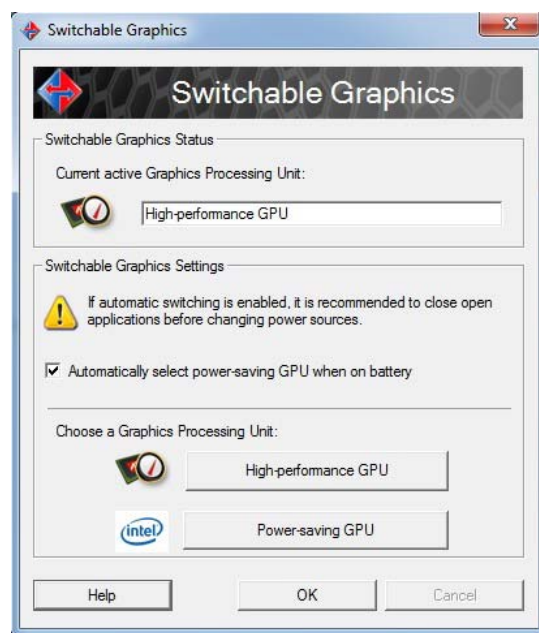 Switchable Graphics
Switchable Graphics
Switchable Graphics Status
Current active Graphics Processing Unit:
High-performance GPU
Switchable Graphics Settings
If automatic switching is enabled, it is recommended to close open
applications before changing power sources.
Automatically select power-saving GPU when on battery
Choose a Graphics Processing Unit:
High-performance GPU
intel
Power-saving GPU
Help
OK
Cancel